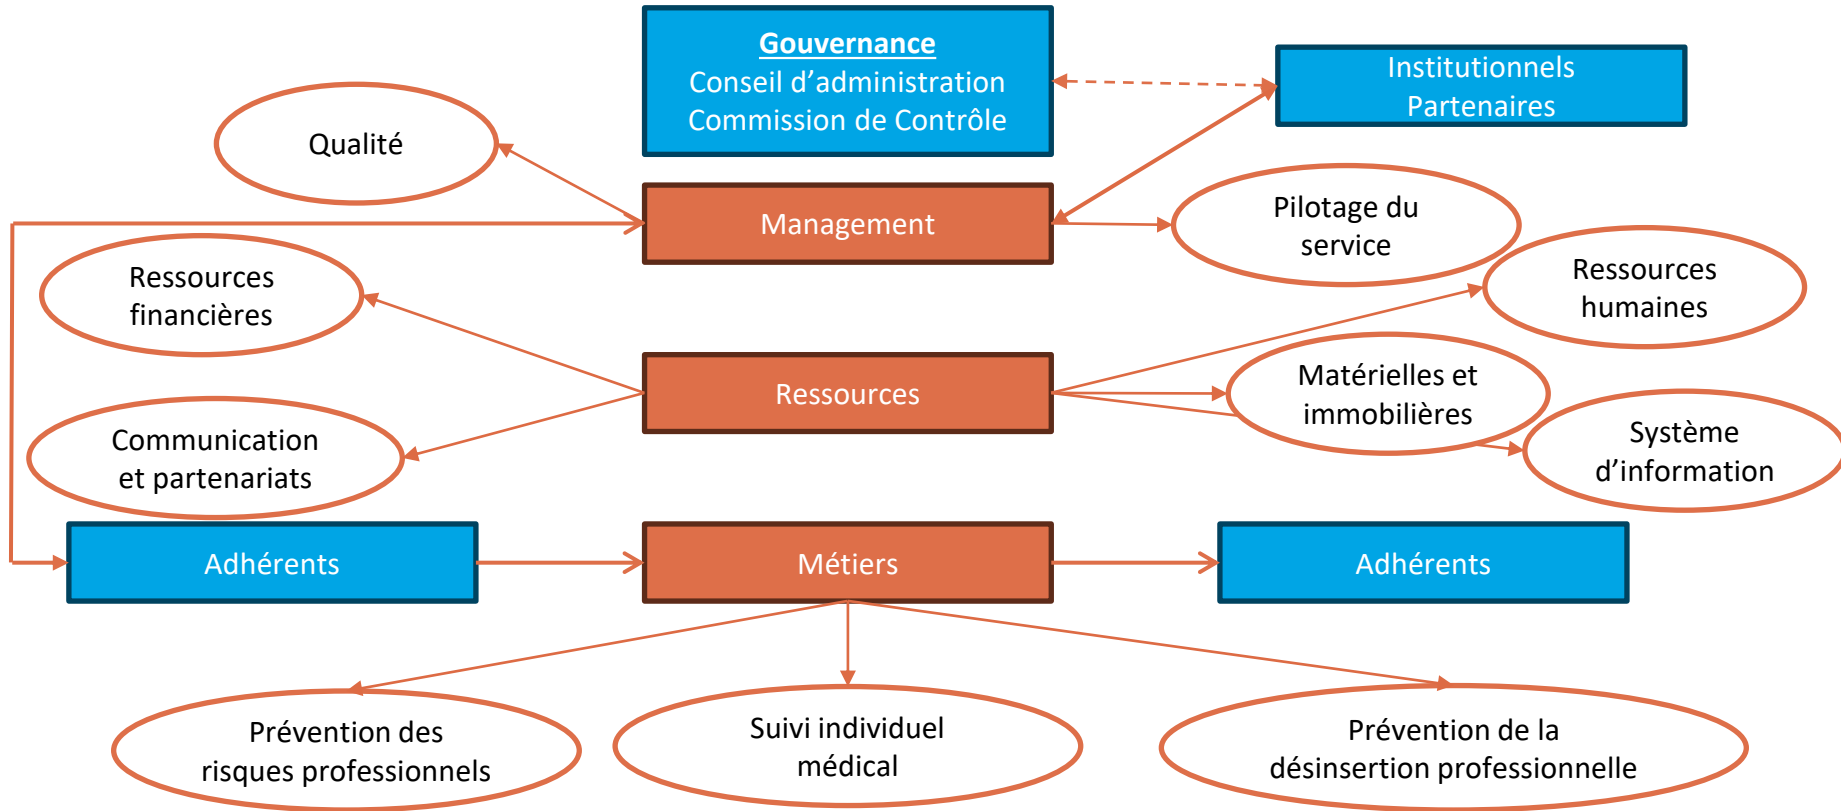 Gouvernance
Conseil d’administration
Commission de Contrôle
Institutionnels
Partenaires
Qualité
Management
Pilotage du
service
Ressources
financières
Ressources
humaines
Ressources
Matérielles et
immobilières
Communication
et partenariats
Système
d’information
Adhérents
Métiers
Adhérents
Prévention des
risques professionnels
Suivi individuel
médical
Prévention de la
désinsertion professionnelle